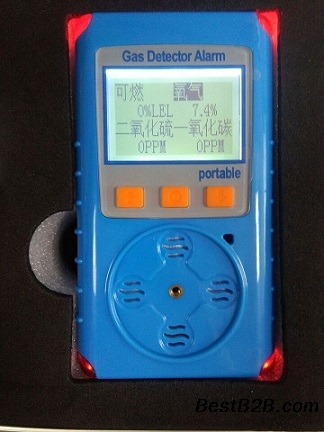 Gas Detector Alarm
可燃 氧气
0%LEL 7.4%
二氧化硫一氧化碳
0PPM 0PPM
portable
BestB2B.com